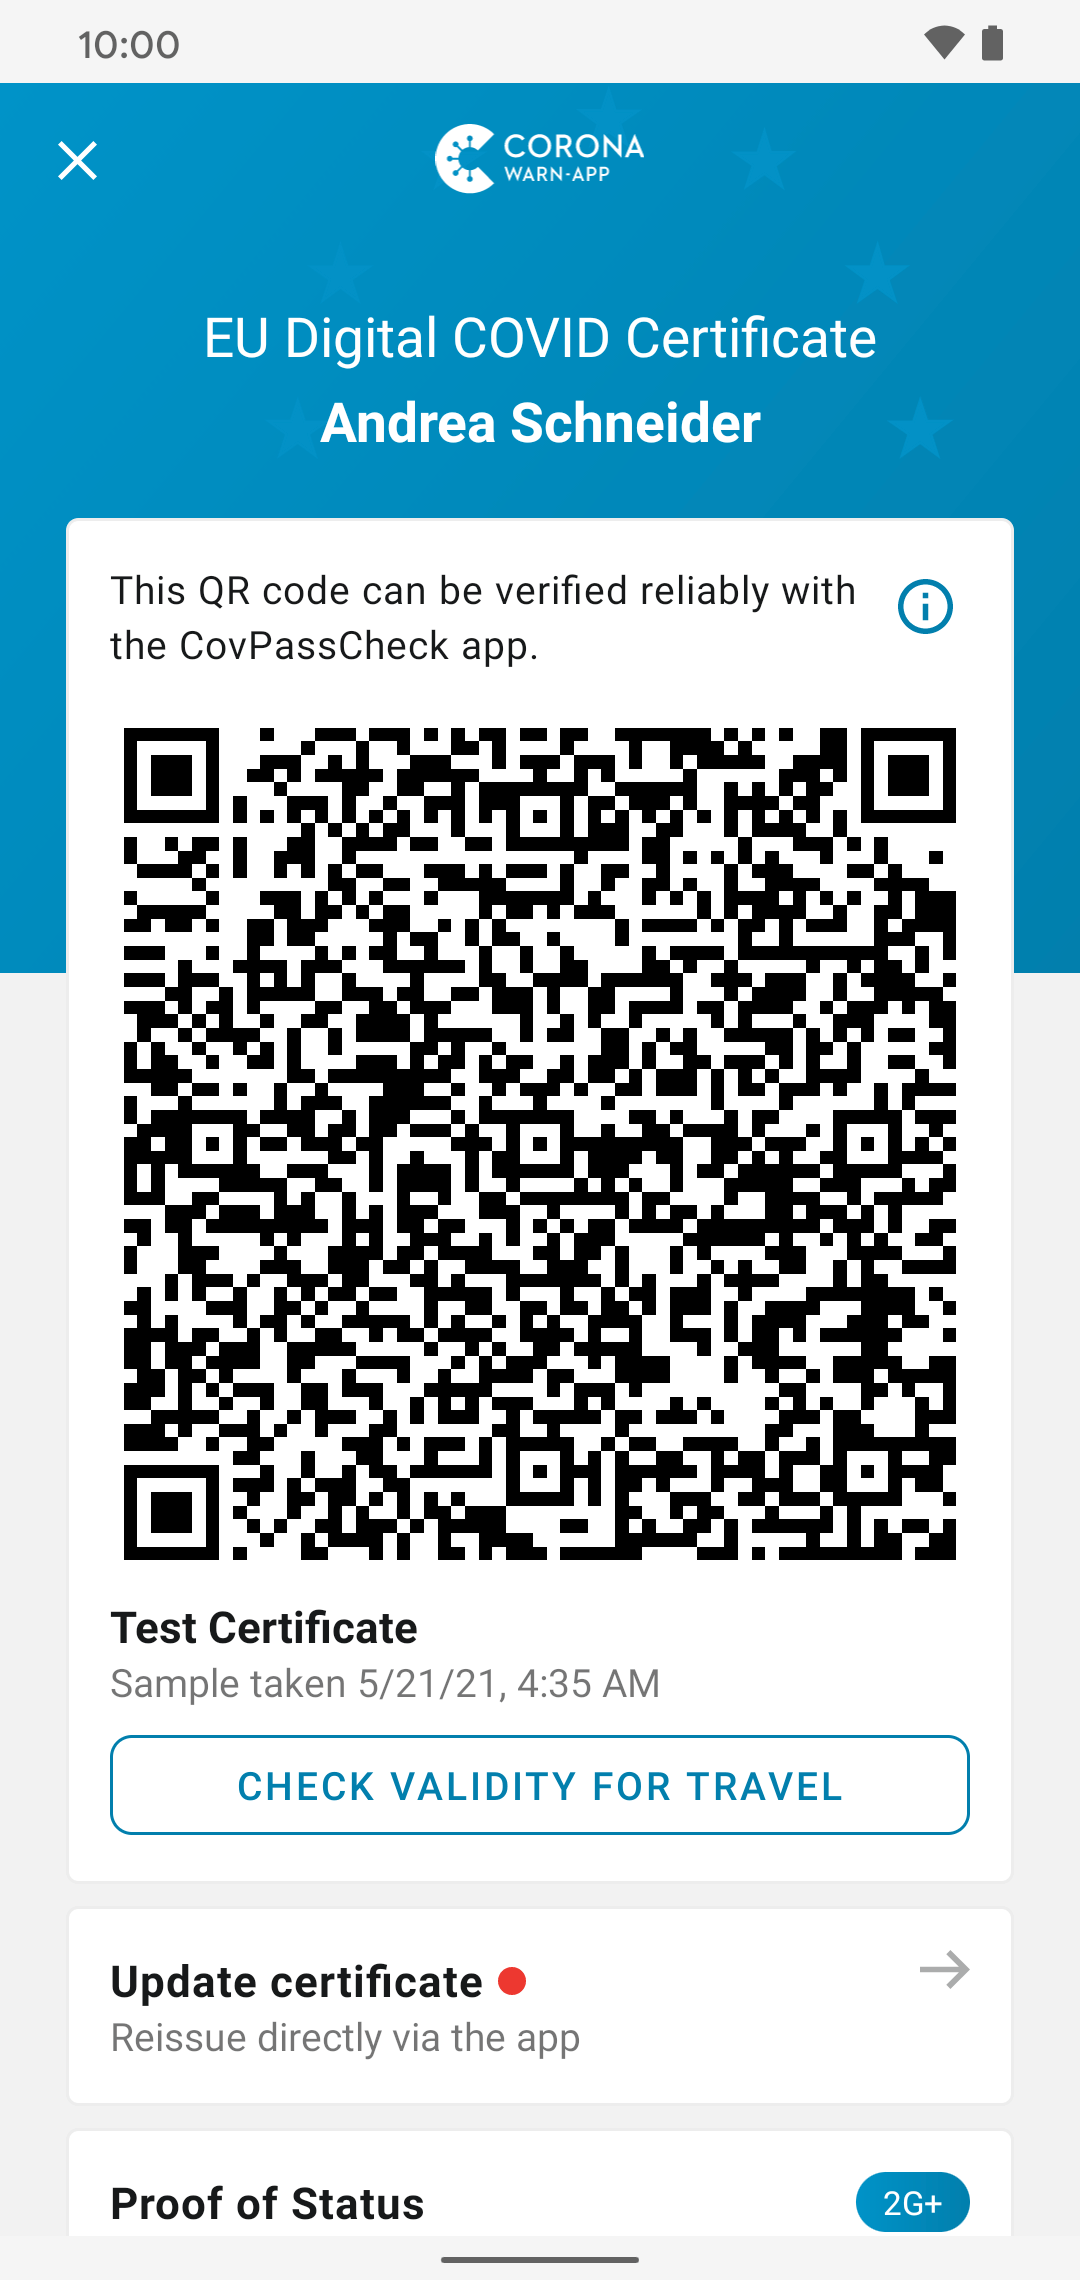 10:00
CORONA
WARN-APP
EU Digital COVID Certificate
Andrea Schneider
This QR code can be verified reliably with
the CovPassCheck app.
Test Certificate
Sample taken 5/21/21, 4:35 AM
CHECK VALIDITY FOR TRAVEL
Update certificate
Reissue directly via the app
Proof of Status
2G+